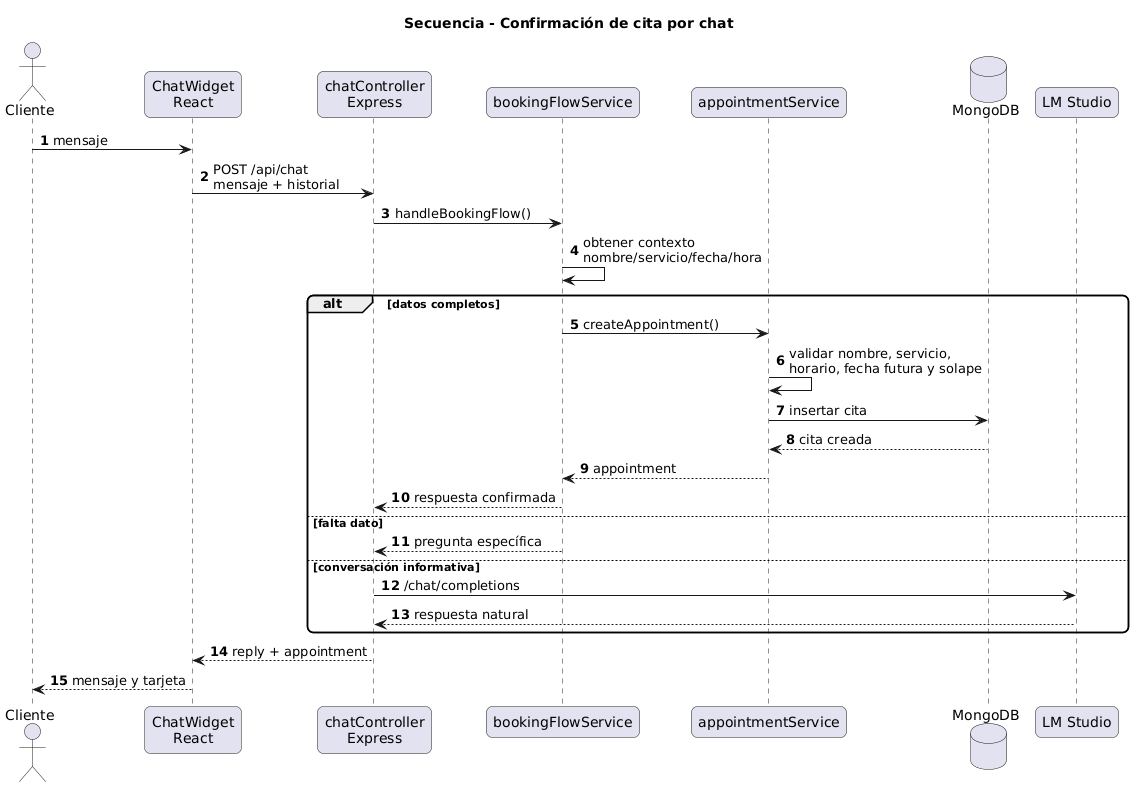 Secuencia - Confirmación de cita por chat
Cliente
ChatWidget
React
chatController
Express
bookingFlowService
appointmentService
MongoDB
LM Studio
1 mensaje
2 POST /api/chat
mensaje + historial
3 handleBookingFlow()
4 obtener contexto
nombre/servicio/fecha/hora
alt [datos completos]
5 createAppointment()
6 validar nombre, servicio,
horario, fecha futura y solape
7 insertar cita
8 cita creada
9 appointment
10 respuesta confirmada
[falta dato]
11 pregunta específica
[conversación informativa]
12 /chat/completions
13 respuesta natural
14 reply + appointment
15 mensaje y tarjeta
Cliente
ChatWidget
React
chatController
Express
bookingFlowService
appointmentService
MongoDB
LM Studio